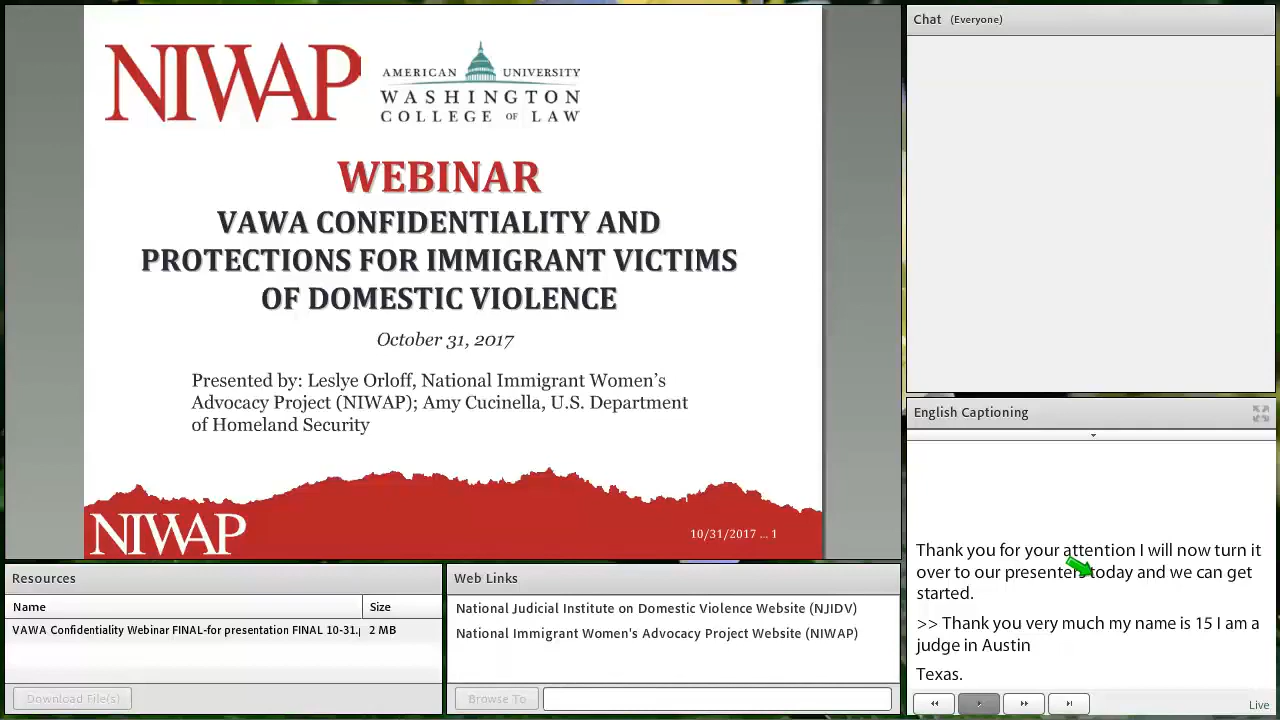 NIWAP
AMERICAN UNIVERSITY
WASHINGTON
COLLEGE OF LAW
WEBINAR
VAWA CONFIDENTIALITY AND
PROTECTIONS FOR IMMIGRANT VICTIMS
OF DOMESTIC VIOLENCE
October 31, 2017
Presented by: Leslye Orloff, National Immigrant Women's
Advocacy Project (NIWAP); Amy Cucinella, U.S. Department
of Homeland Security
NIWAP
10/31/2017 ... 1
Resources
Name Size
VAWA Confidentiality Webinar FINAL-for presentation FINAL 10-31.p 2 MB
Download File(s)
Web Links
National Judicial Institute on Domestic Violence Website (NJIDV)
National Immigrant Women's Advocacy Project Website (NIWAP)
Browse To
Chat (Everyone)
English Captioning
Thank you for your attention I will now turn it
over to our presenters today and we can get
started.
>> Thank you very much my name is 15 I am a
judge in Austin
Texas.
Live